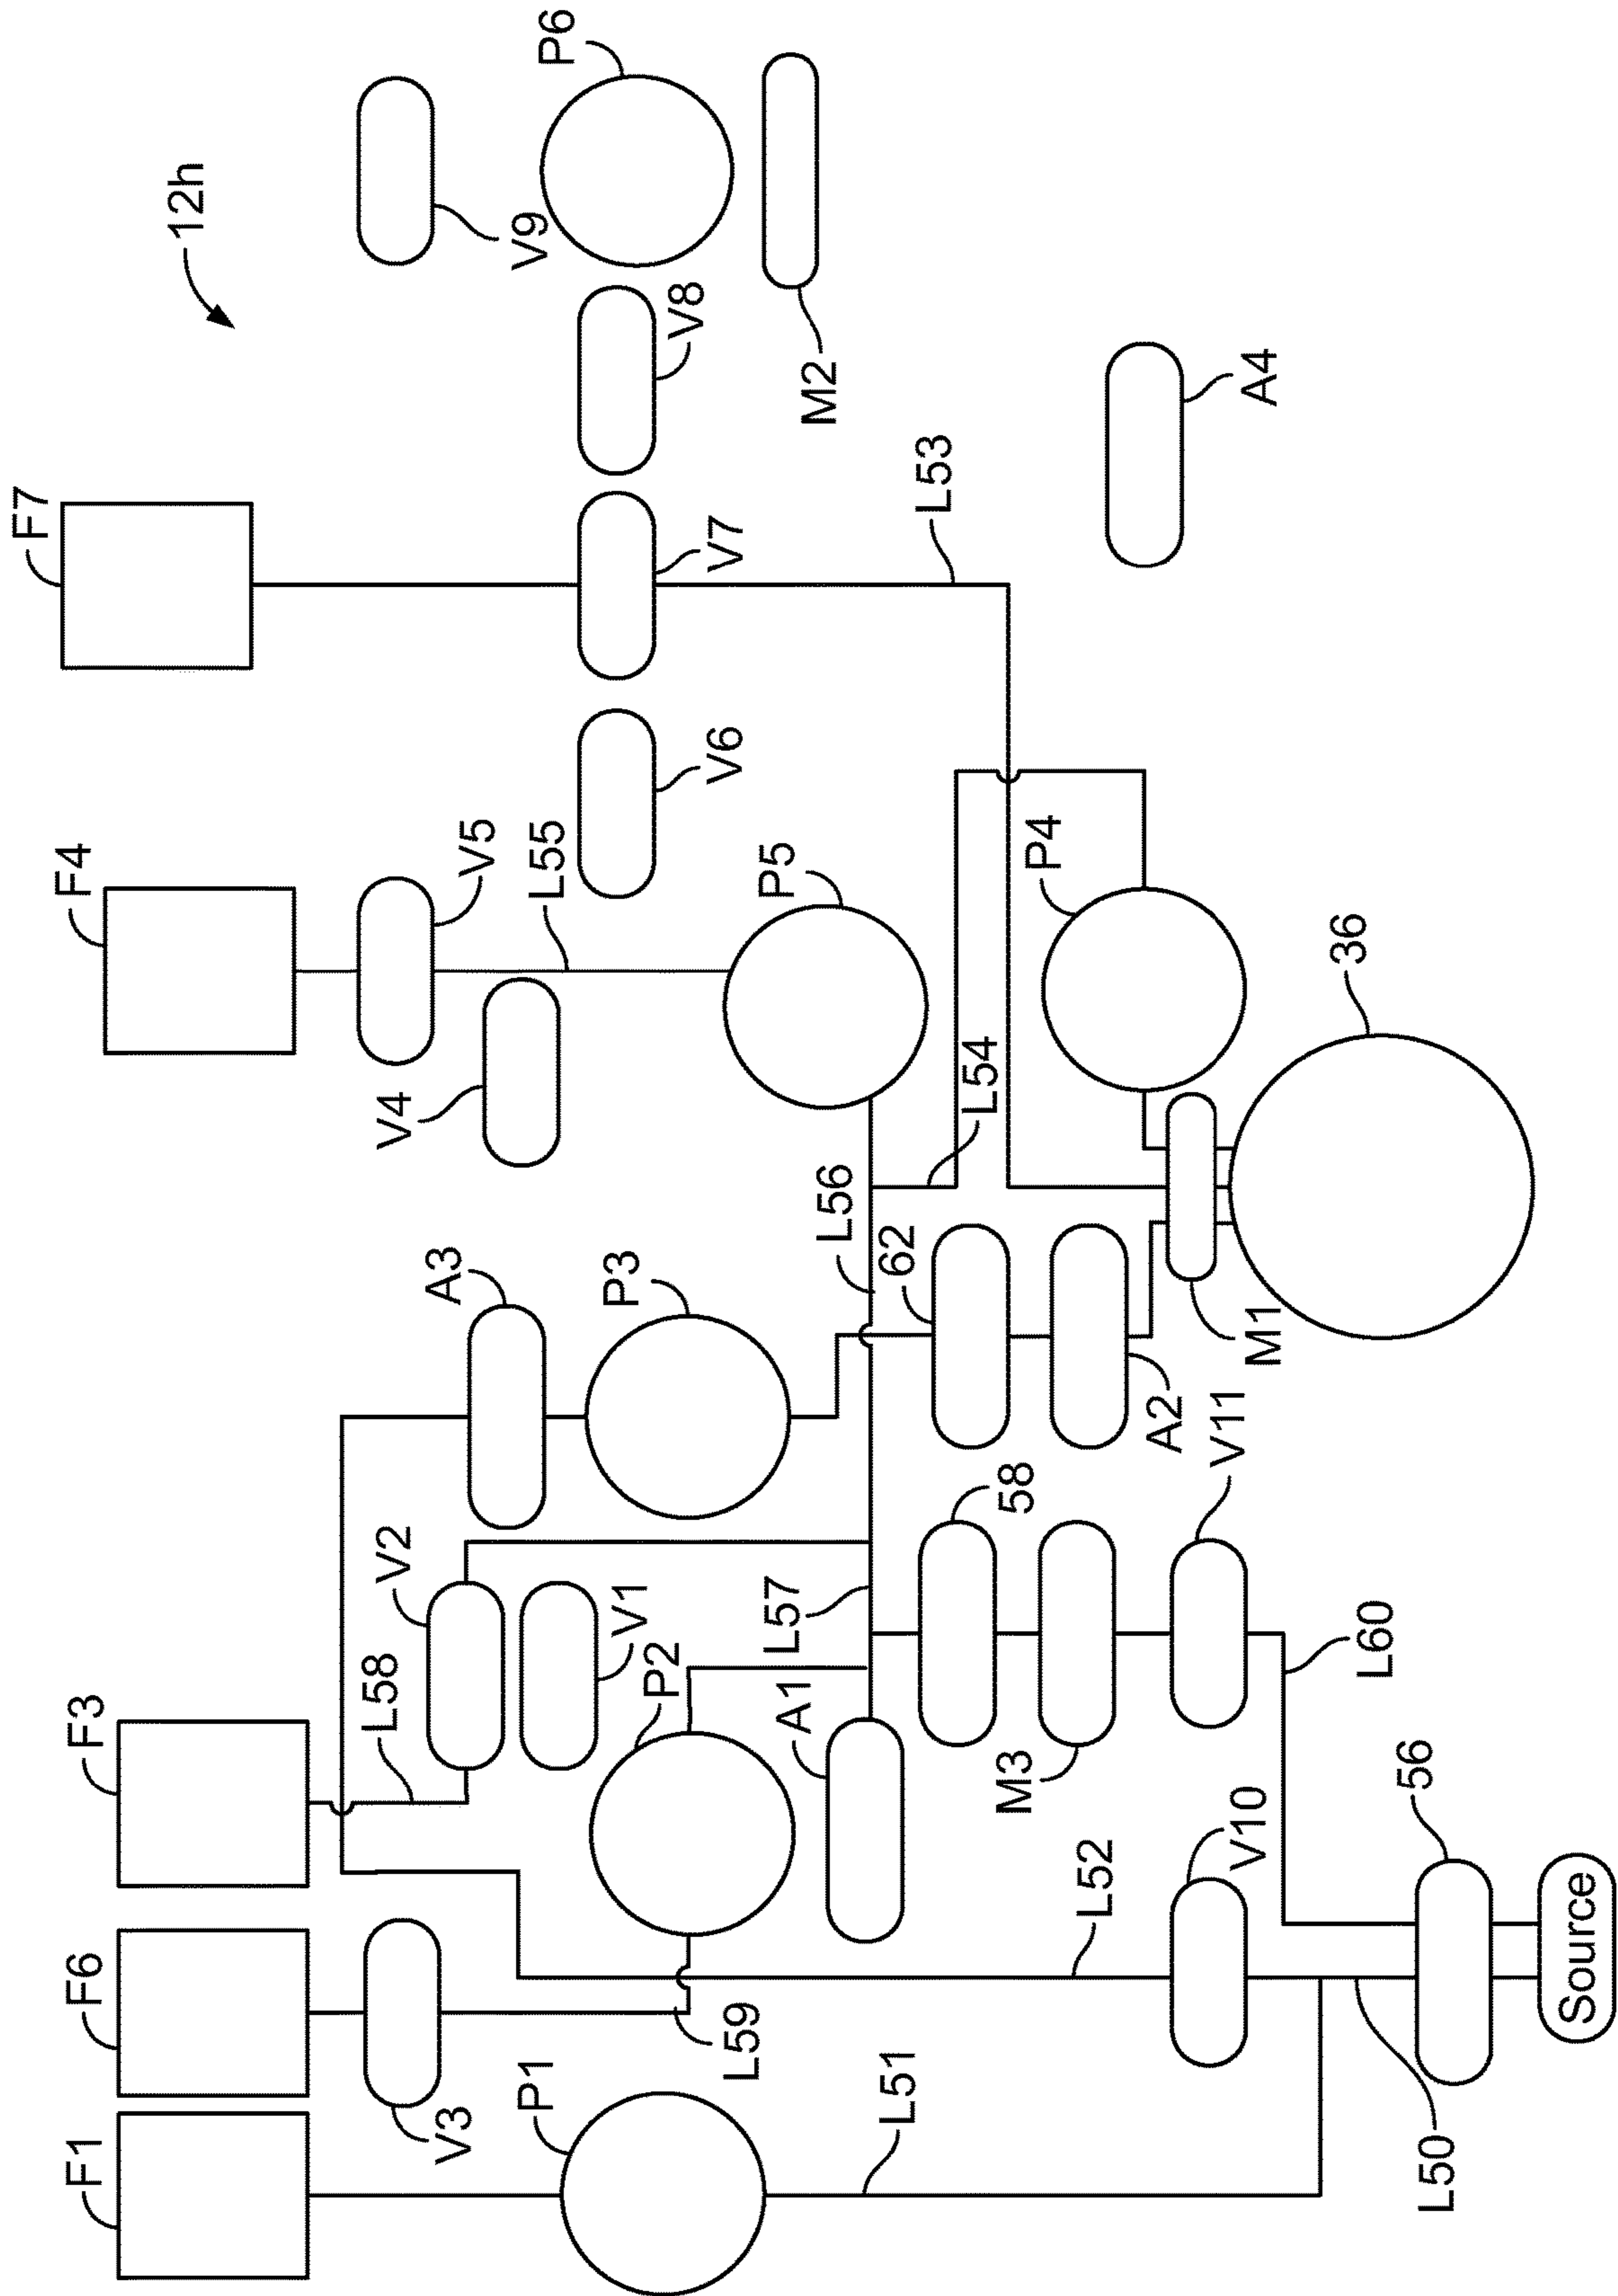 12h
F1
F6
F3
F4
F7
V3
L58
V2
A3
V4
V5
V9
P6
P1
L59
P2
V1
P3
L55
V6
V7
V8
M2
A1
L57
L56
P5
L51
L52
M3
58
62
L54
P4
L53
A4
V10
V11
A2
M1
36
L50
56
L60
Source